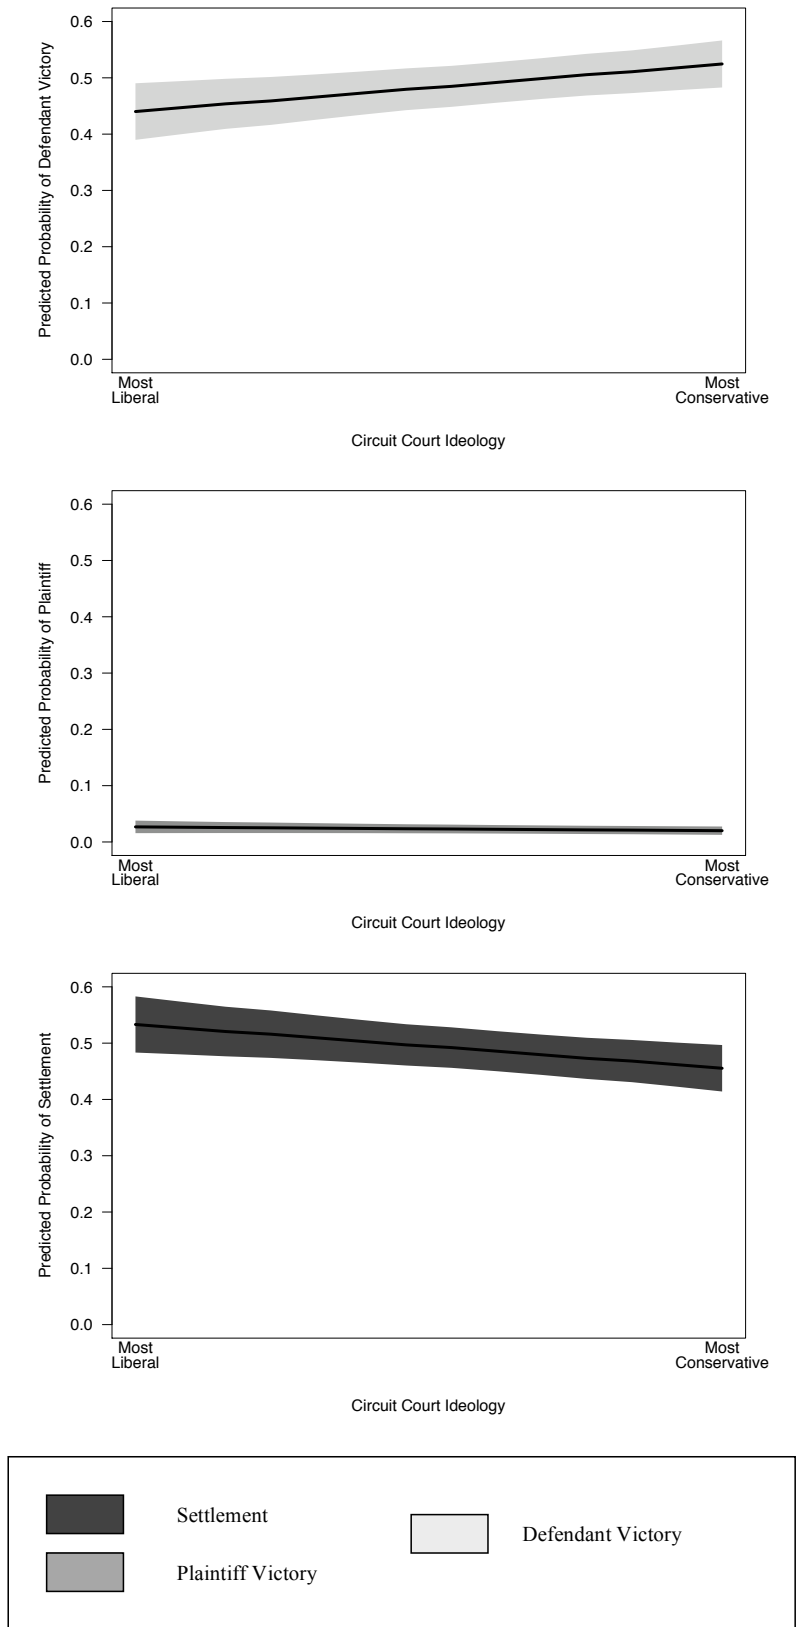 Predicted Probability of Defendant Victory
0.6
0.5
0.4
0.3
0.2
0.1
0.0
Most
Liberal
Most
Conservative
Circuit Court Ideology
Predicted Probability of Plaintiff
0.6
0.5
0.4
0.3
0.2
0.1
0.0
Most
Liberal
Most
Conservative
Circuit Court Ideology
Predicted Probability of Settlement
0.6
0.5
0.4
0.3
0.2
0.1
0.0
Most
Liberal
Most
Conservative
Circuit Court Ideology
Settlement
Plaintiff Victory
Defendant Victory